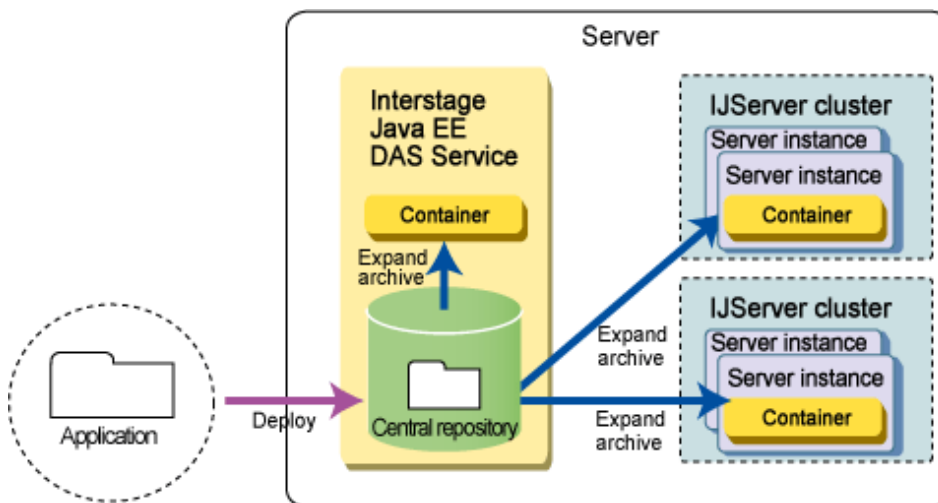 Server
Interstage
Java EE
DAS Service
Container
Expand
archive
Central repository
Application
Deploy
IJServer cluster
Server instance
Server instance
Container
Expand
archive
IJServer cluster
Server instance
Server instance
Container
Expand
archive